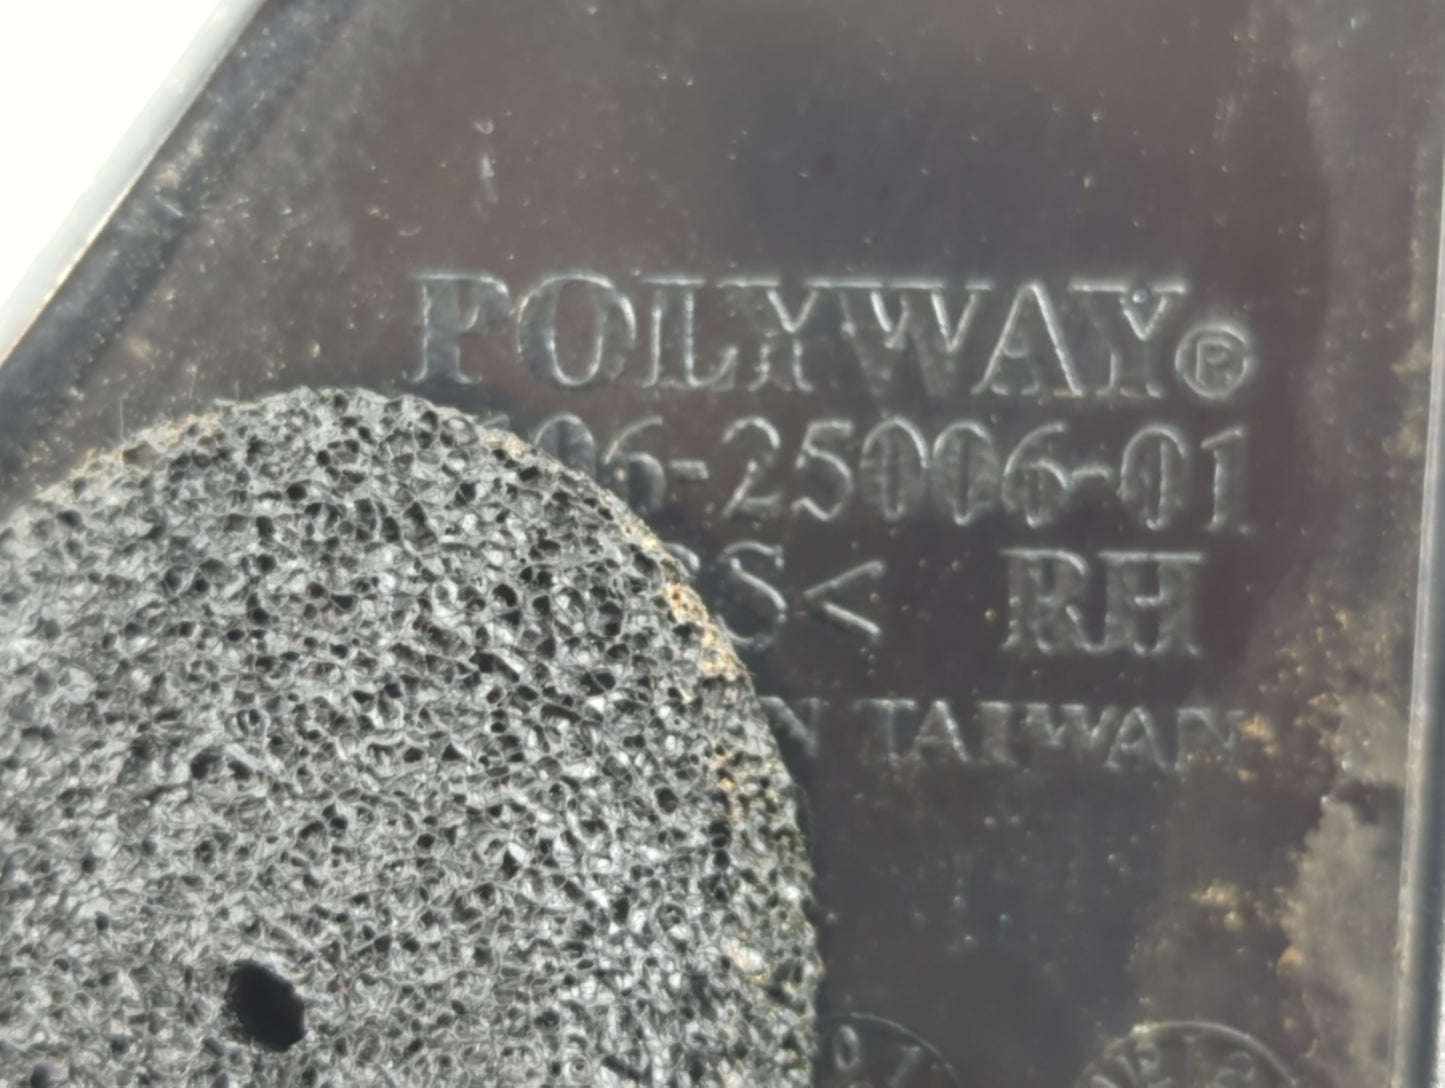 POLYWAY®
06-25006-01
S< RH
N TAIWAN